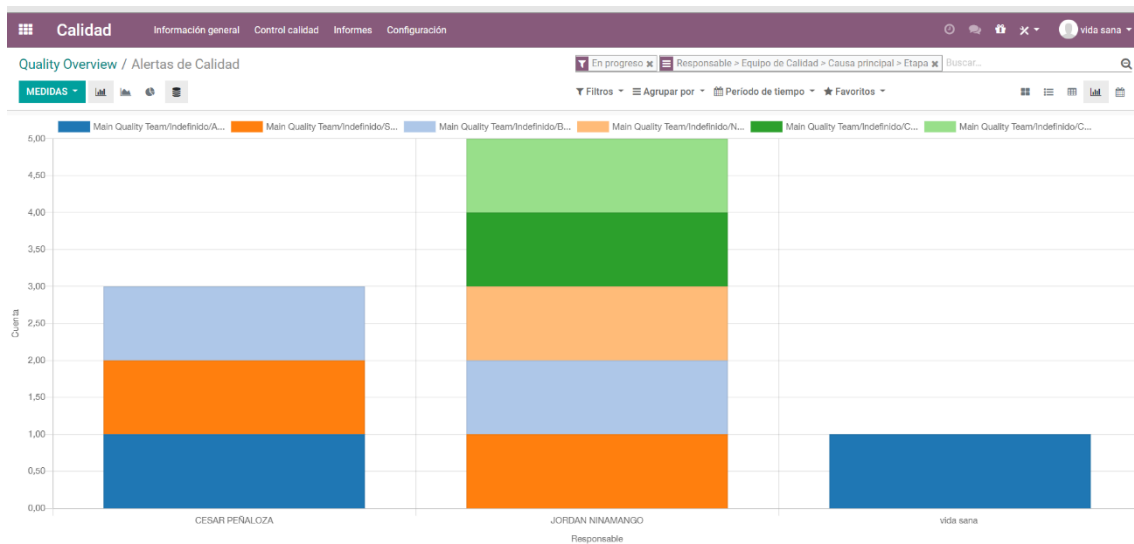 Calidad Información general Control calidad Informes Configuración vida sana
Quality Overview / Alertas de Calidad En progreso x Responsable > Equipo de Calidad > Causa principal > Etapa x Buscar...
MEDIDAS Filtros Agrupar por Período de tiempo Favoritos
Main Quality Team/Indefinido/A... Main Quality Team/Indefinido/S... Main Quality Team/Indefinido/B... Main Quality Team/Indefinido/N... Main Quality Team/Indefinido/C... Main Quality Team/Indefinido/C...
5,00
4,50
4,00
3,50
3,00
Cuenta
2,50
2,00
1,50
1,00
0,50
0,00
CESAR PEÑALOZA JORDAN NINAMANGO vida sana
Responsable